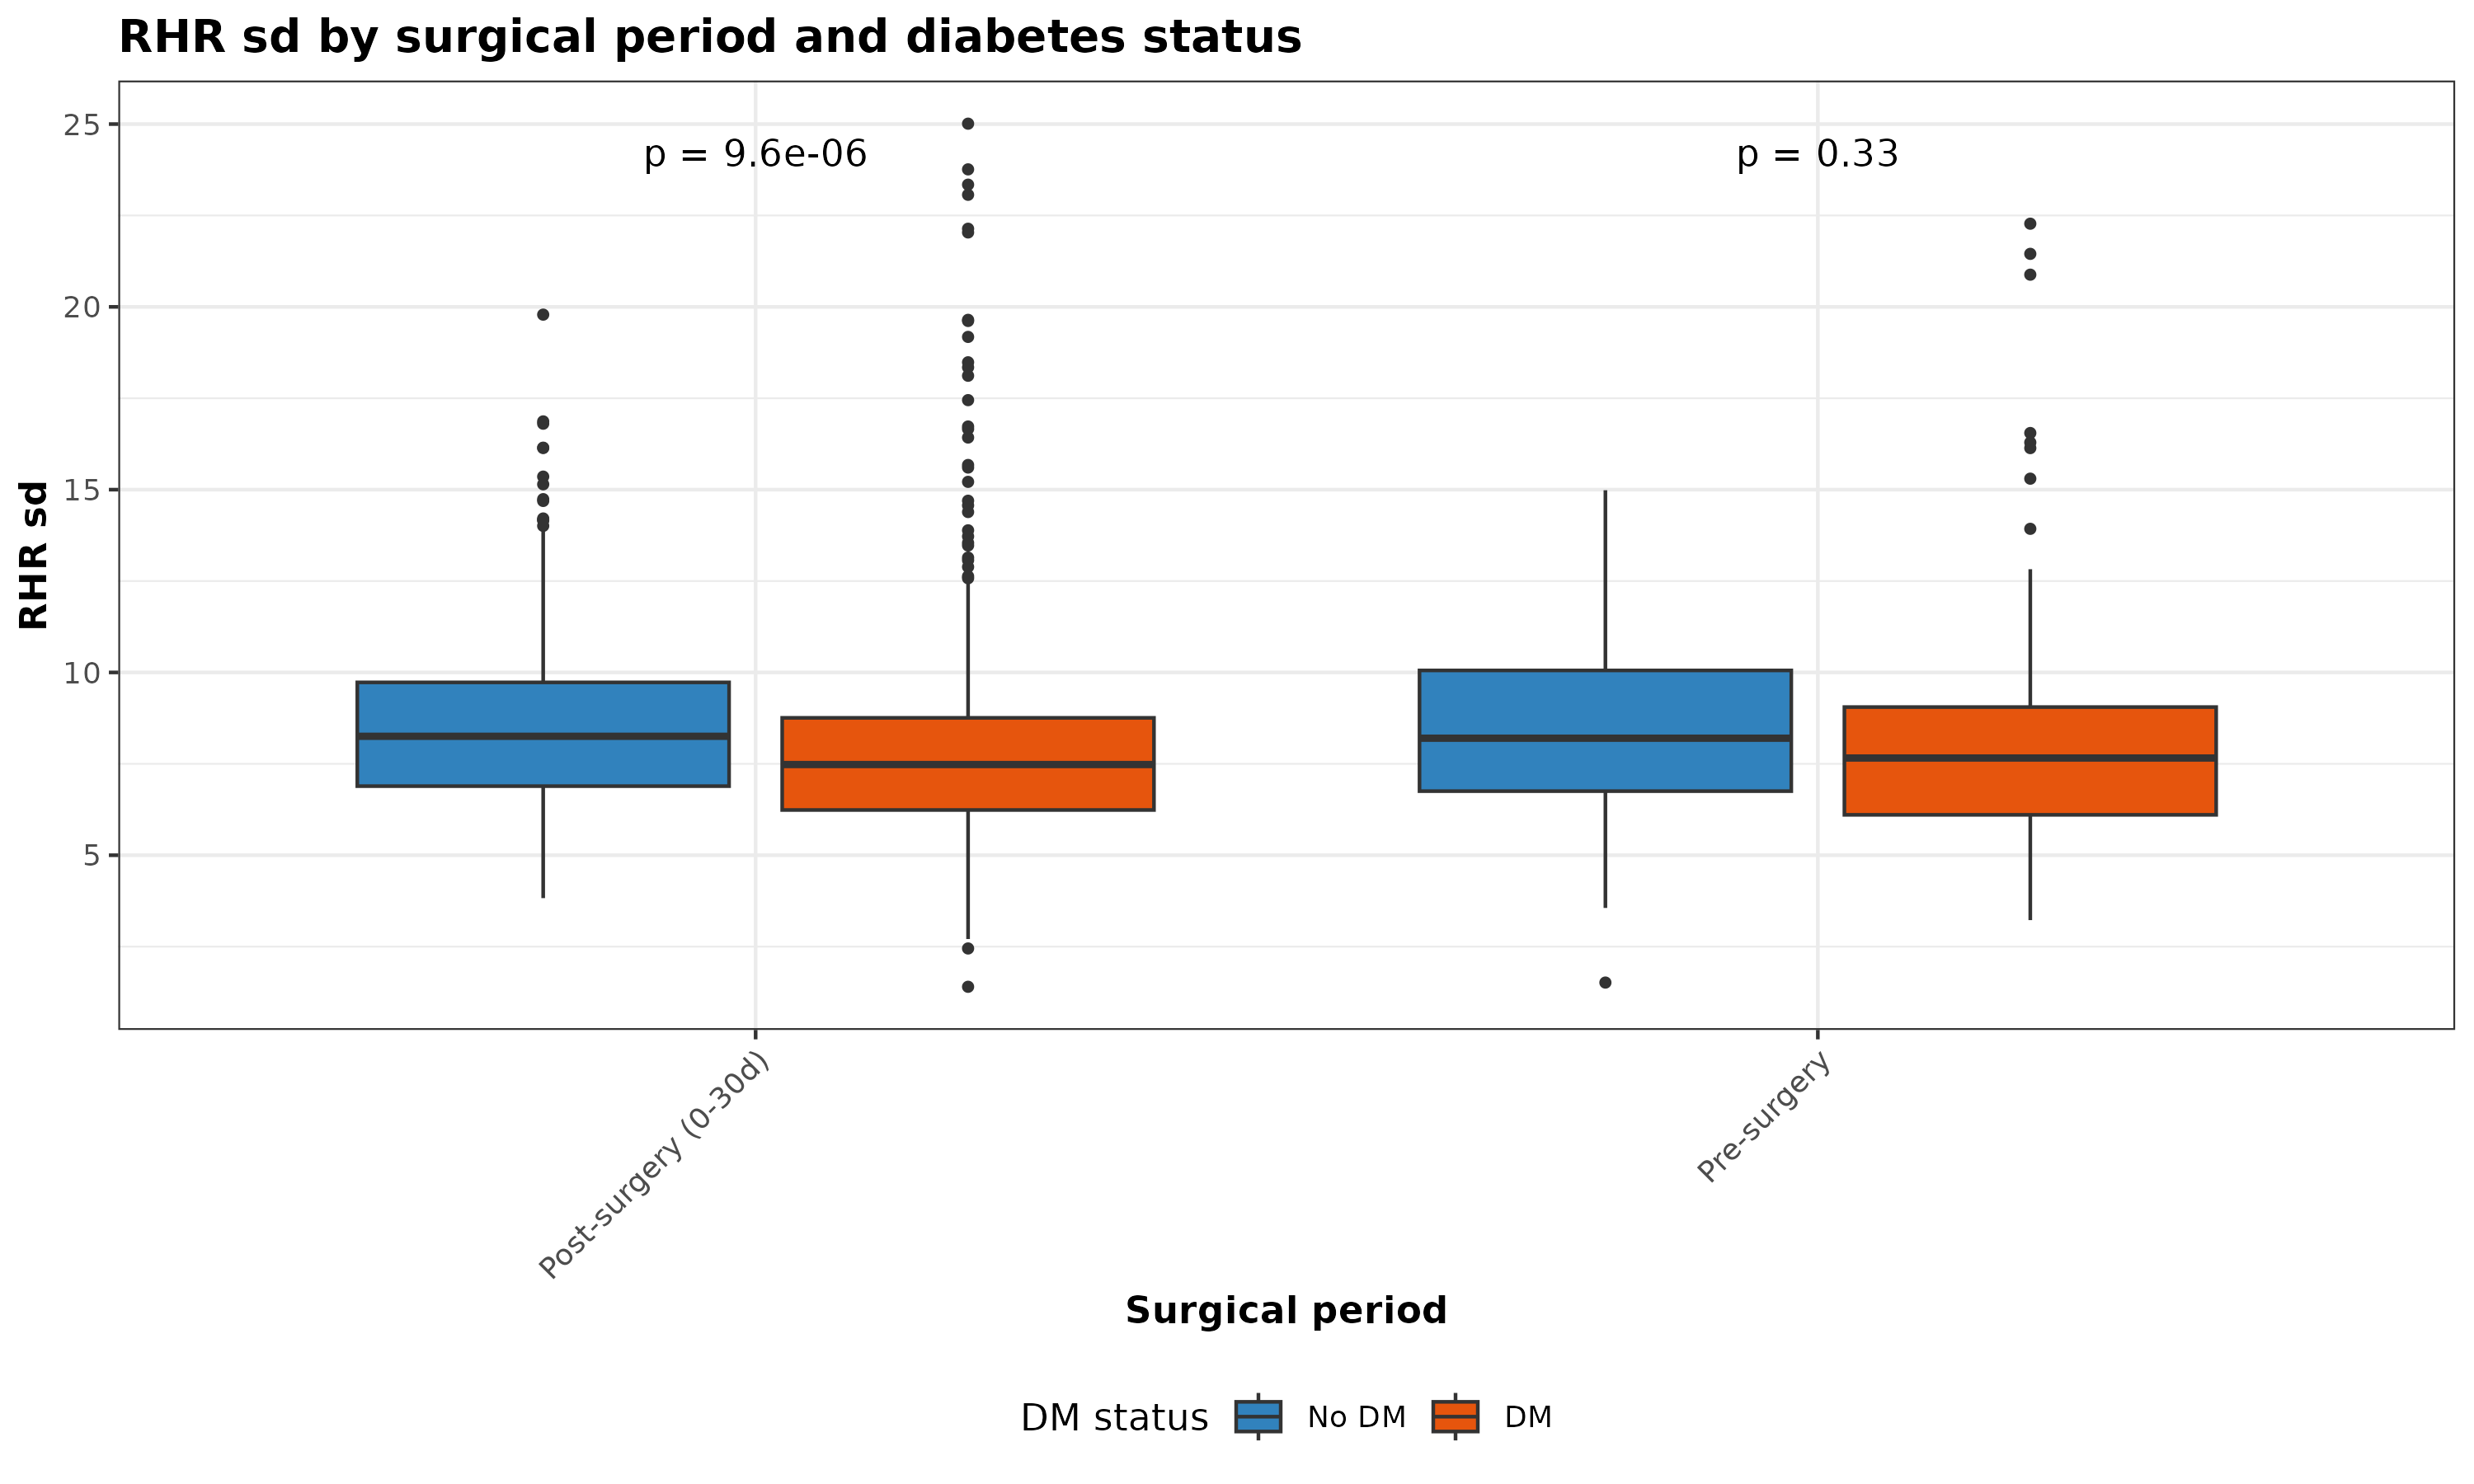 RHR sd by surgical period and diabetes status
25
20
15
10
5
RHR sd
p = 9.6e-06
p = 0.33
Post-surgery (0-30d)
Pre-surgery
Surgical period
DM status No DM DM